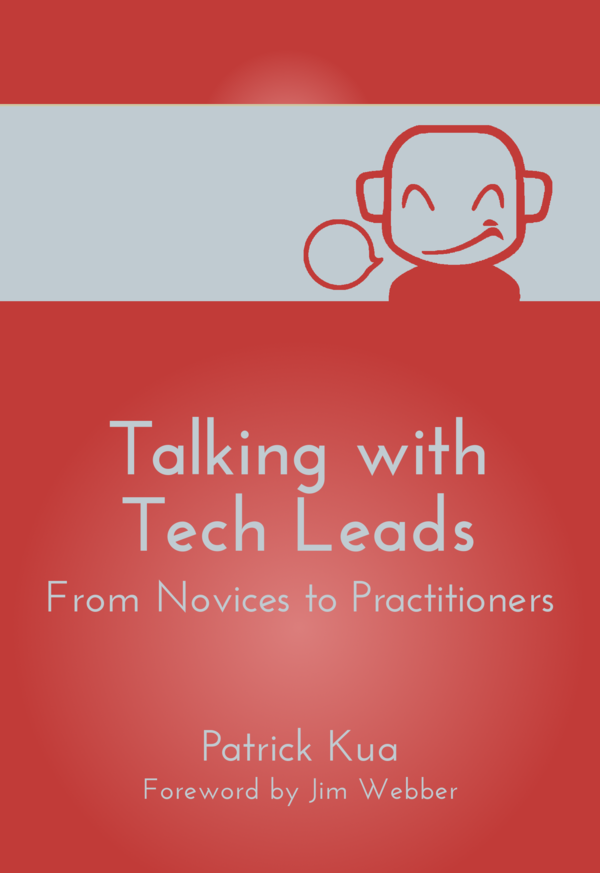 Talking with
Tech Leads
From Novices to Practitioners
Patrick Kua
Foreword by Jim Webber